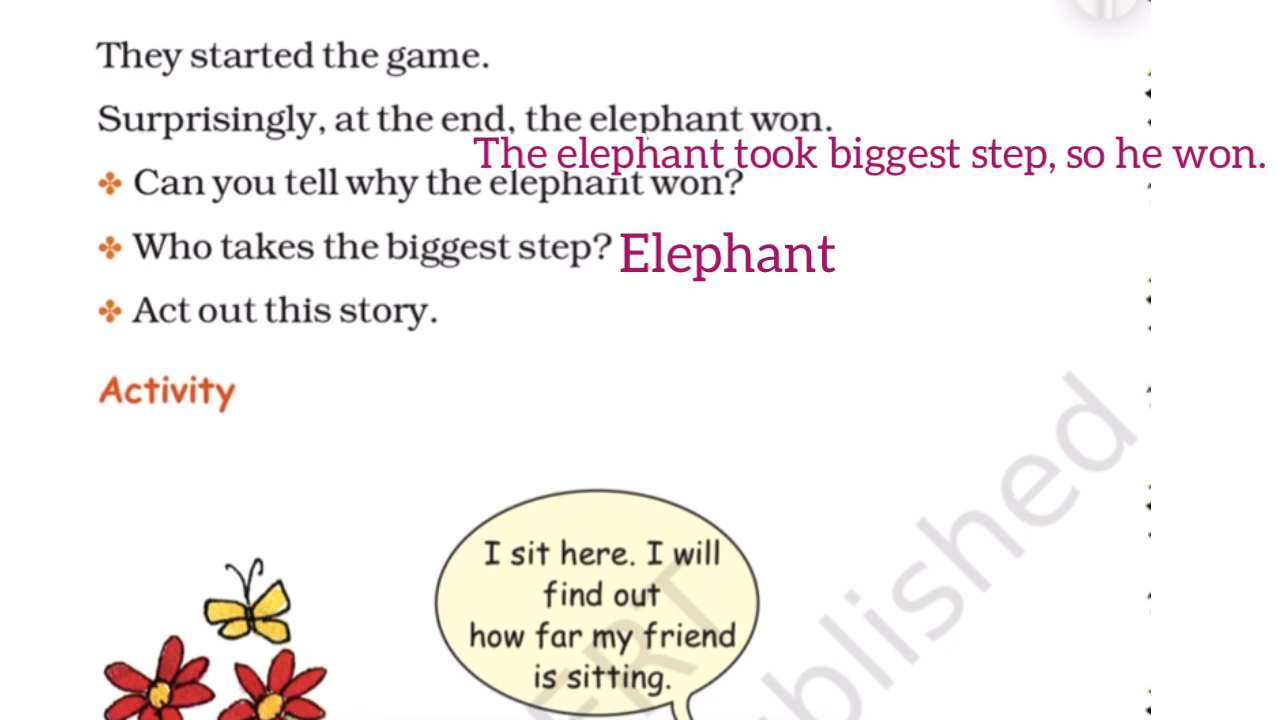 They started the game.
Surprisingly, at the end, the elephant won.
The elephant took biggest step, so he won.
Can you tell why the elephant won?
Who takes the biggest step? Elephant
Act out this story.
Activity
I sit here. I will
find out
how far my friend
is sitting.